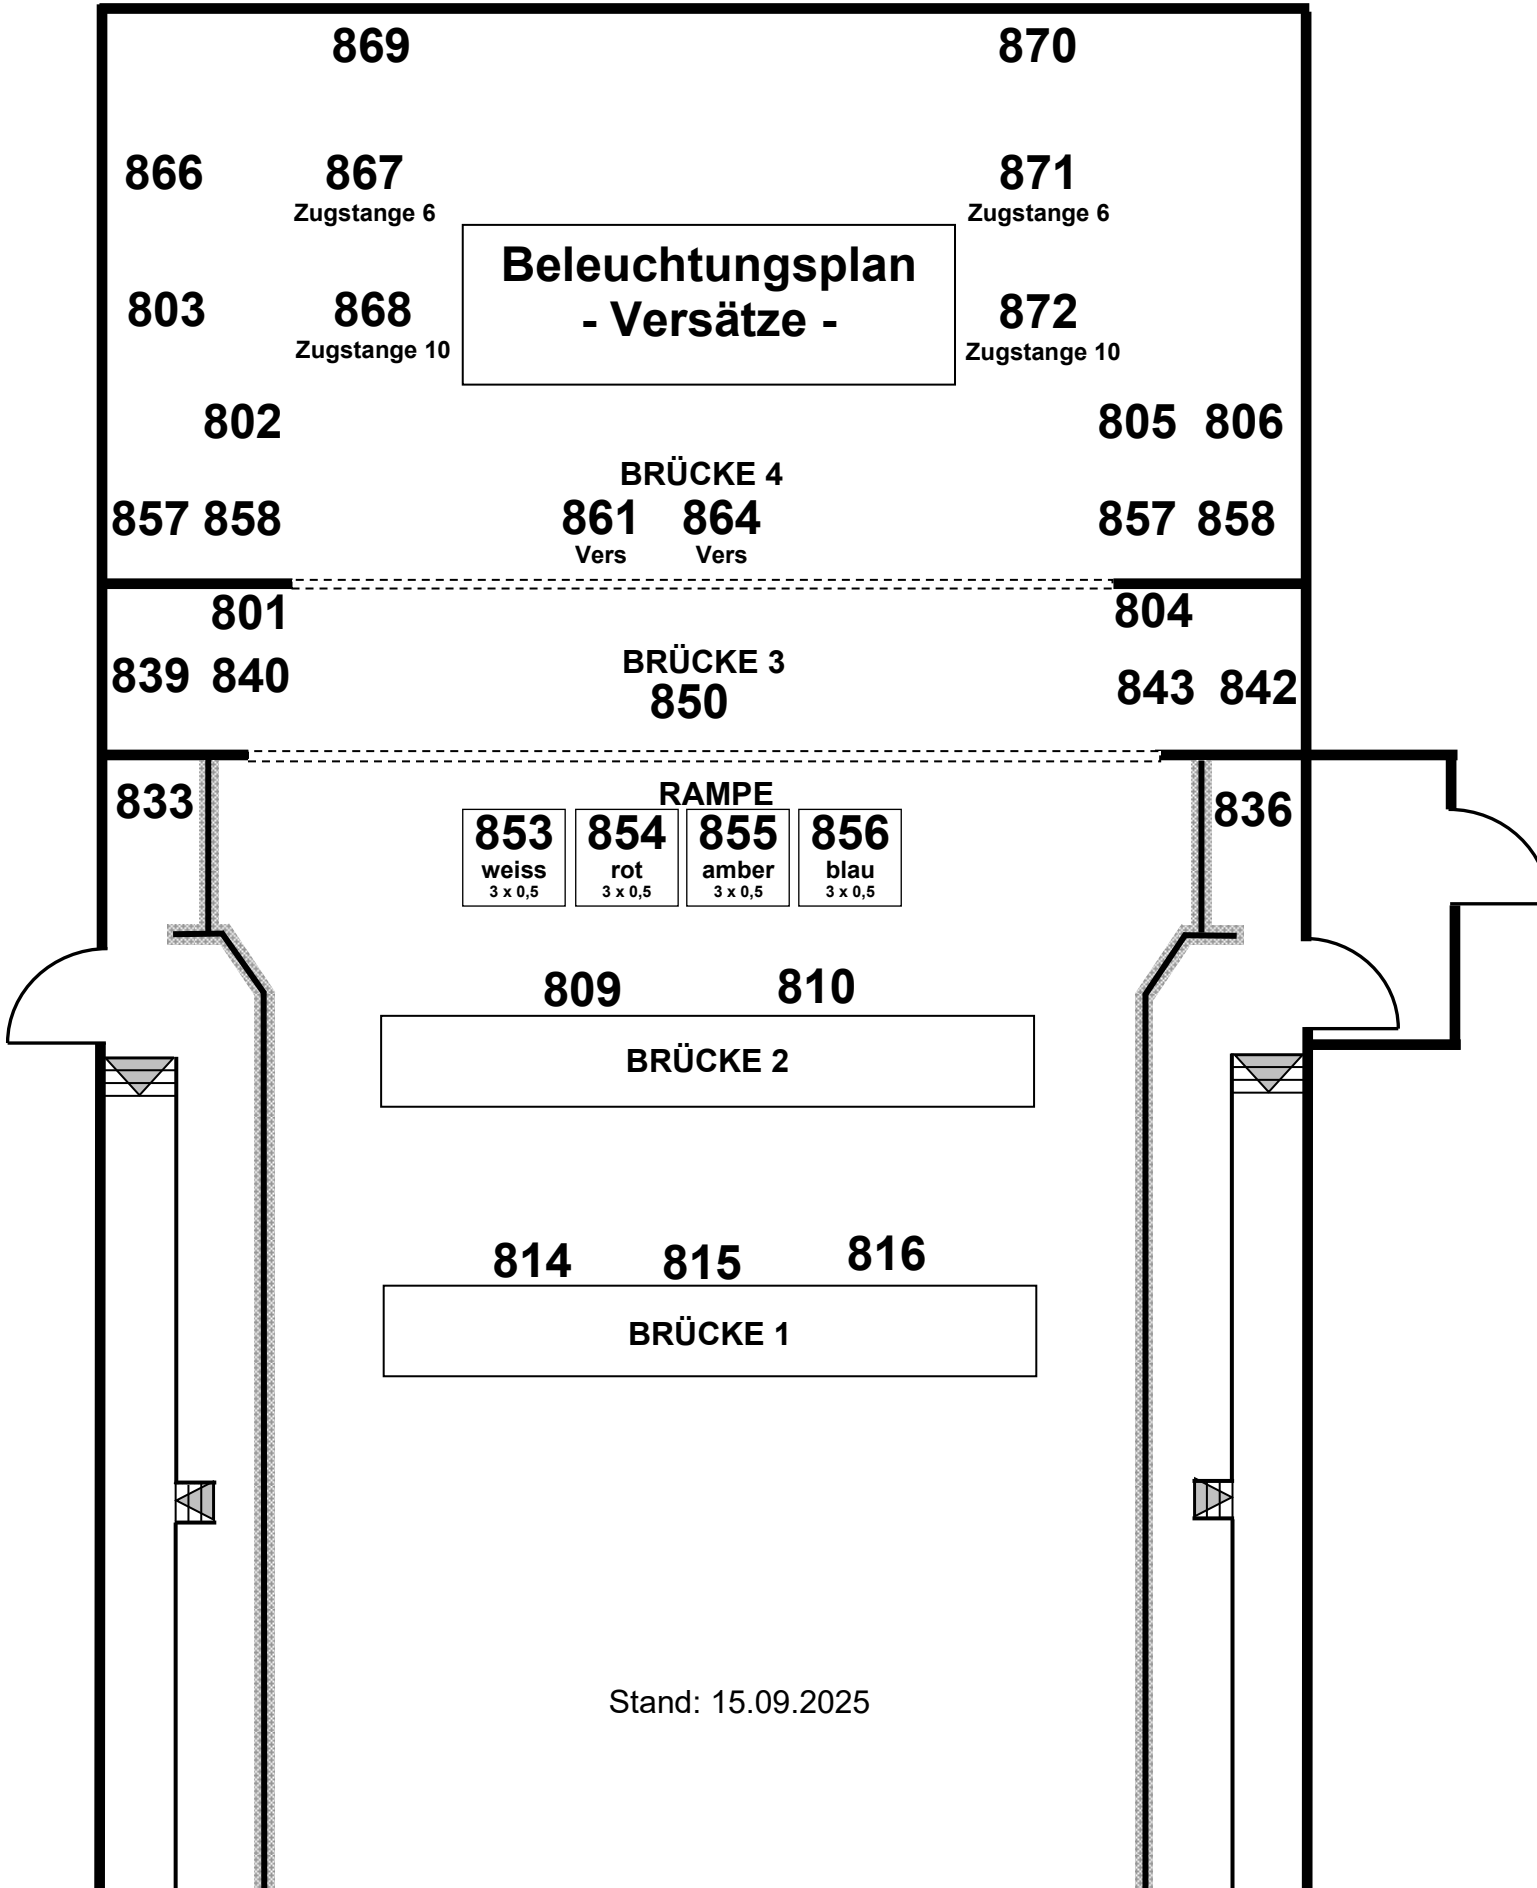 869 870
866 867 871
Zugstange 6 Zugstange 6
Beleuchtungsplan
- Versätze -
803 868 872
Zugstange 10 Zugstange 10
802 805 806
BRÜCKE 4
857 858 861 864 857 858
Vers Vers
801 804
BRÜCKE 3
839 840 850 843 842
RAMPE
833 836
853 854 855 856
weiss rot amber blau
3 x 0,5 3 x 0,5 3 x 0,5 3 x 0,5
809 810
BRÜCKE 2
814 815 816
BRÜCKE 1
Stand: 15.09.2025